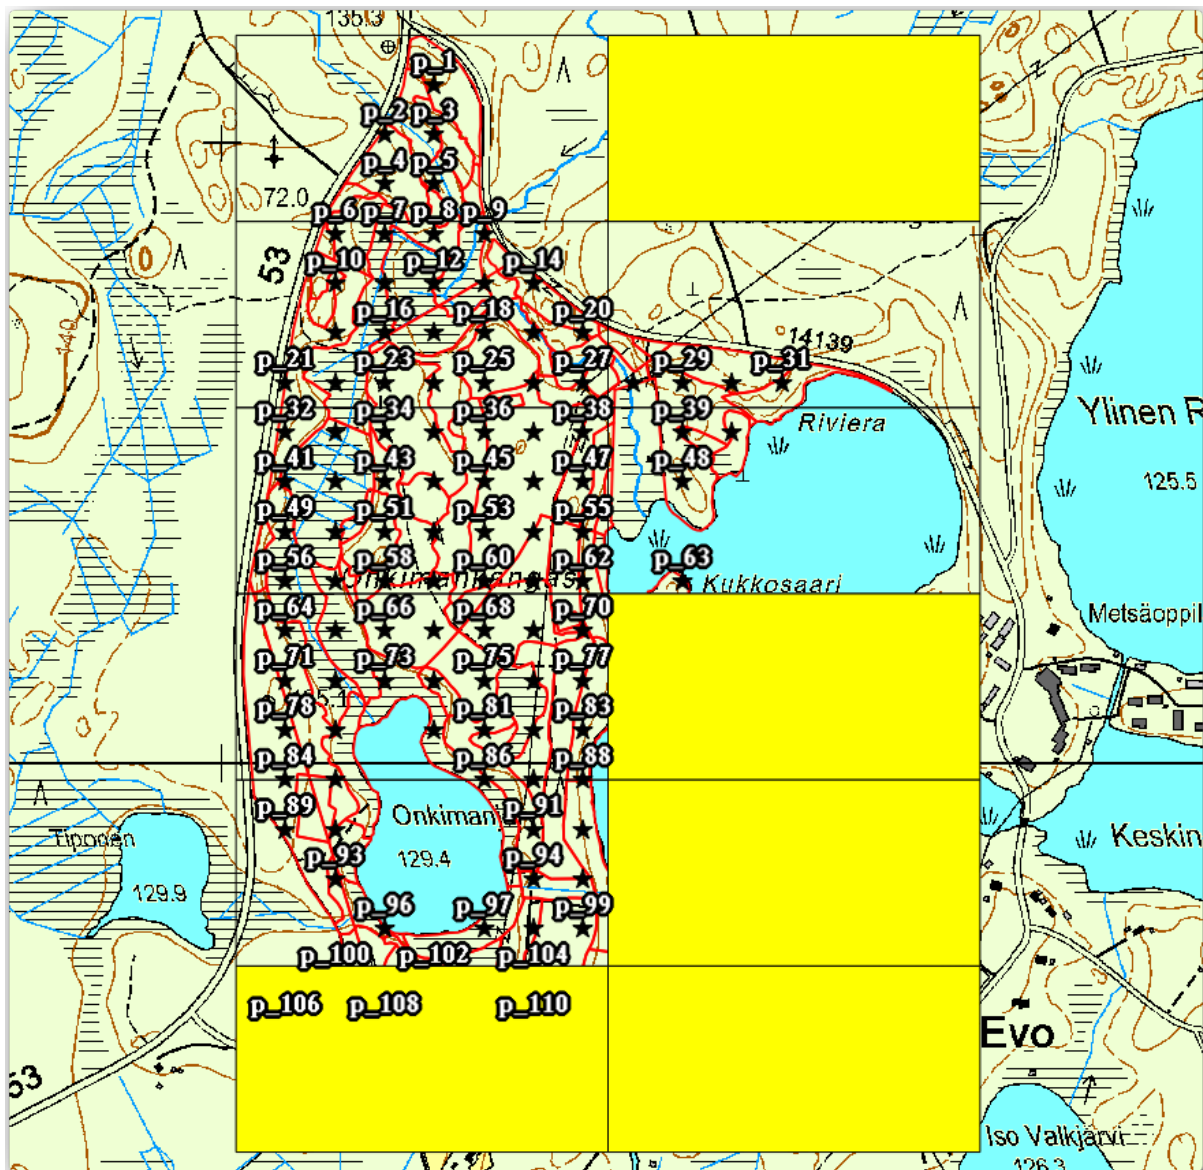 135.3
p_1
p_2 p_3
p_4 p_5
72.0
p_6 p_7 p_8 p_9
53
p_10 p_12 p_14
p_16 p_18 p_20
14139
p_21 p_23 p_25 p_27 p_29 p_31
p_32 p_34 p_36 p_38 p_39
Riviera
Ylinen R
p_41 p_43 p_45 p_47 p_48
125.5
p_49 p_51 p_53 p_55
p_56 p_58 p_60 p_62 p_63
Kukkosaari
p_64 p_66 p_68 p_70
Metsäoppil
p_71 p_73 p_75 p_77
p_78 p_81 p_83
p_84 p_86 p_88
p_89 Onkimanj p_91
Keskin
129.4
p_93 p_94
129.9
p_96 p_97 p_99
p_100 p_102 p_104
p_106 p_108 p_110
Evo
53
Iso Valkjärvi
126.3